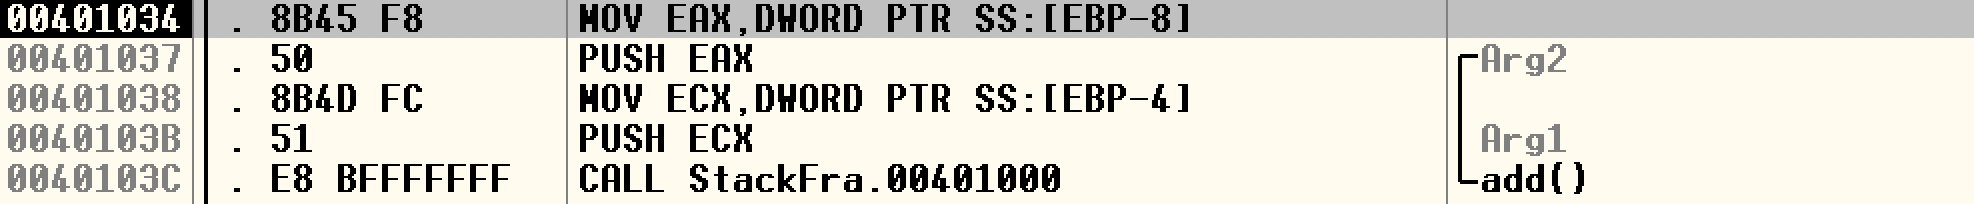 00401034 . 8B45 F8 MOV EAX,DWORD PTR SS:[EBP-8]
00401037 . 50 PUSH EAX Arg2
00401038 . 8B4D FC MOV ECX,DWORD PTR SS:[EBP-4]
0040103B . 51 PUSH ECX Arg1
0040103C . E8 BFFFFFFF CALL StackFra.00401000 add()